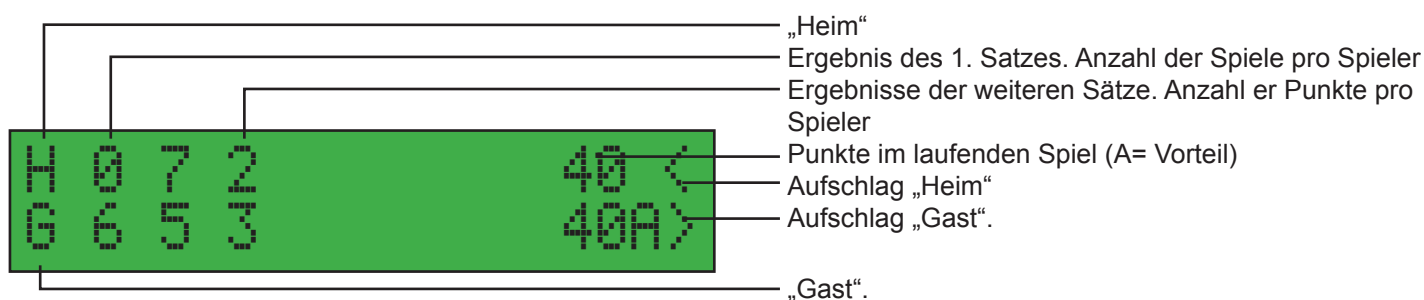 „Heim“
Ergebnis des 1. Satzes. Anzahl der Spiele pro Spieler
Ergebnisse der weiteren Sätze. Anzahl er Punkte pro
Spieler
H 0 7 2 40 <
Punkte im laufenden Spiel (A= Vorteil)
Aufschlag „Heim“
G 6 5 3 40A>
Aufschlag „Gast“.
„Gast“.